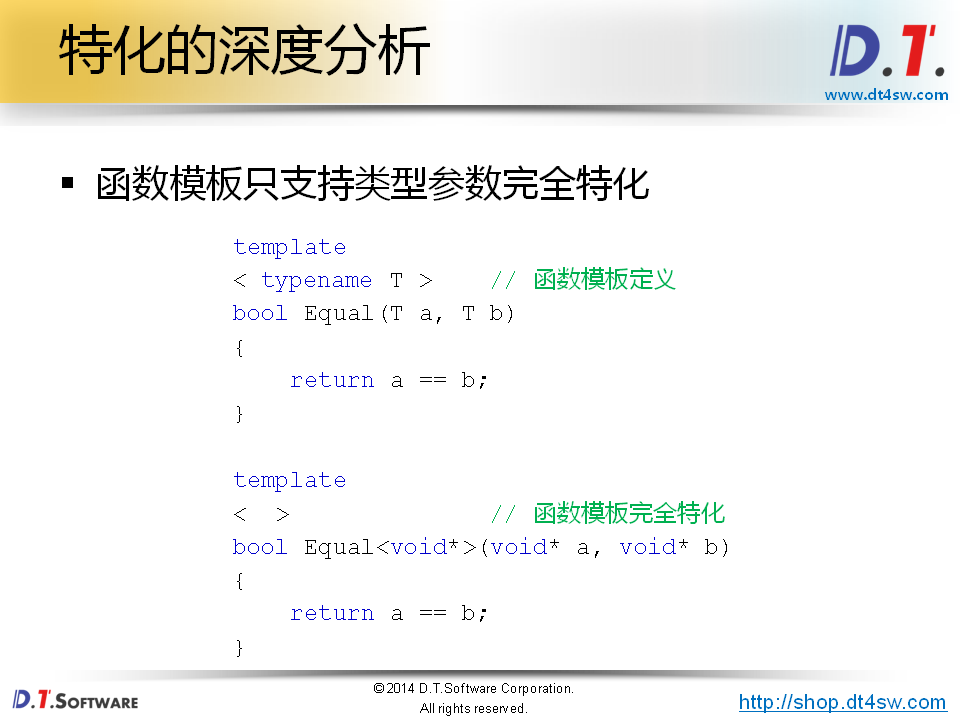 特化的深度分析
D.T.
www.dt4sw.com
▪ 函数模板只支持类型参数完全特化
template
< typename T >    // 函数模板定义
bool Equal(T a, T b)
{
    return a == b;
}
template
<  >              // 函数模板完全特化
bool Equal<void*>(void* a, void* b)
{
    return a == b;
}
D.T.SOFTWARE
©2014 D.T.Software Corporation.
All rights reserved.
http://shop.dt4sw.com